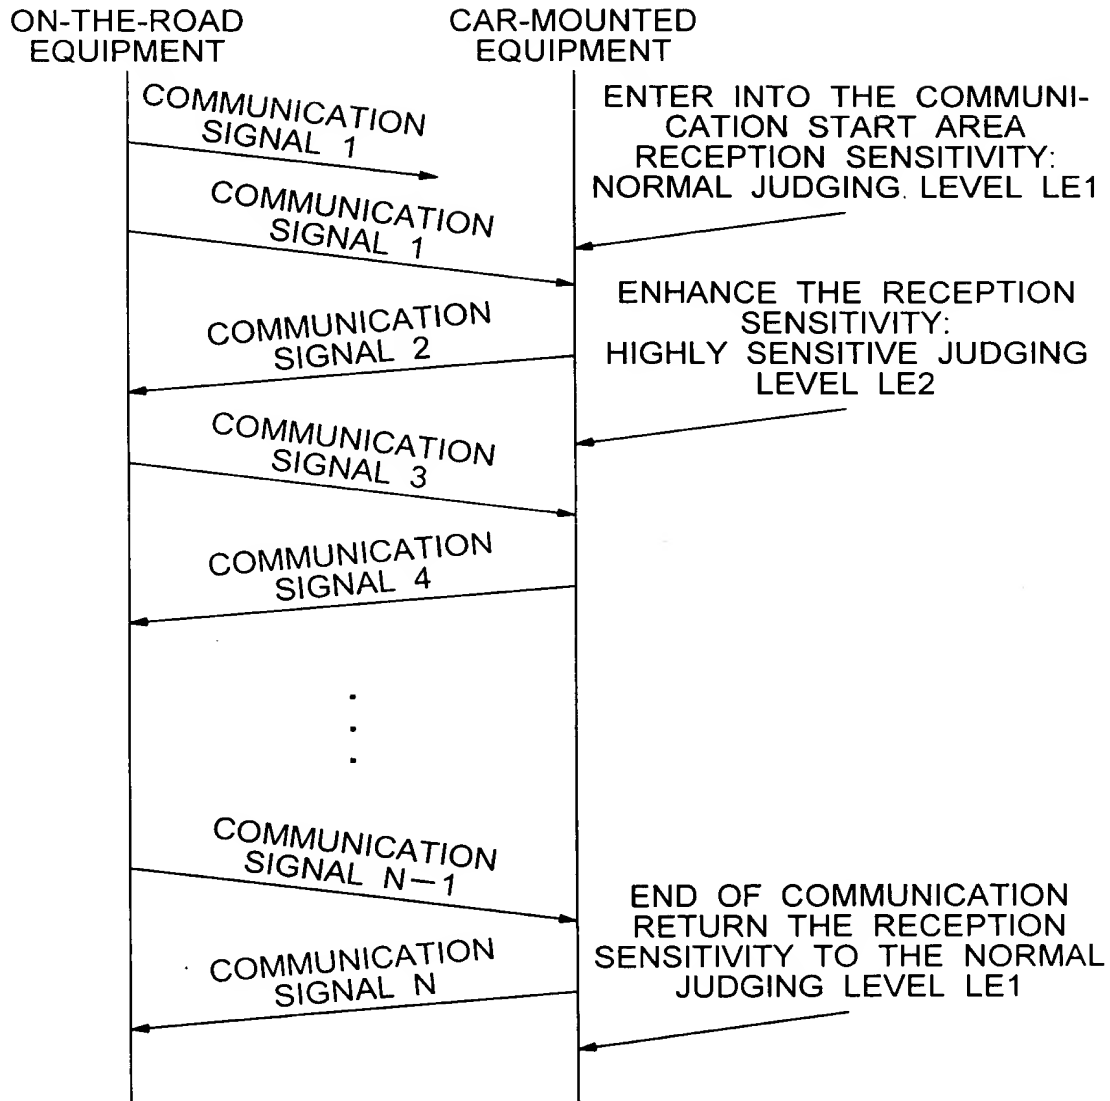 ON-THE-ROAD
EQUIPMENT
CAR-MOUNTED
EQUIPMENT
COMMUNICATION
SIGNAL 1
ENTER INTO THE COMMUNI-
CATION START AREA
RECEPTION SENSITIVITY:
NORMAL JUDGING LEVEL LE1
COMMUNICATION
SIGNAL 1
ENHANCE THE RECEPTION
SENSITIVITY:
HIGHLY SENSITIVE JUDGING
LEVEL LE2
COMMUNICATION
SIGNAL 2
COMMUNICATION
SIGNAL 3
COMMUNICATION
SIGNAL 4
COMMUNICATION
SIGNAL N-1
END OF COMMUNICATION
RETURN THE RECEPTION
SENSITIVITY TO THE NORMAL
JUDGING LEVEL LE1
COMMUNICATION
SIGNAL N